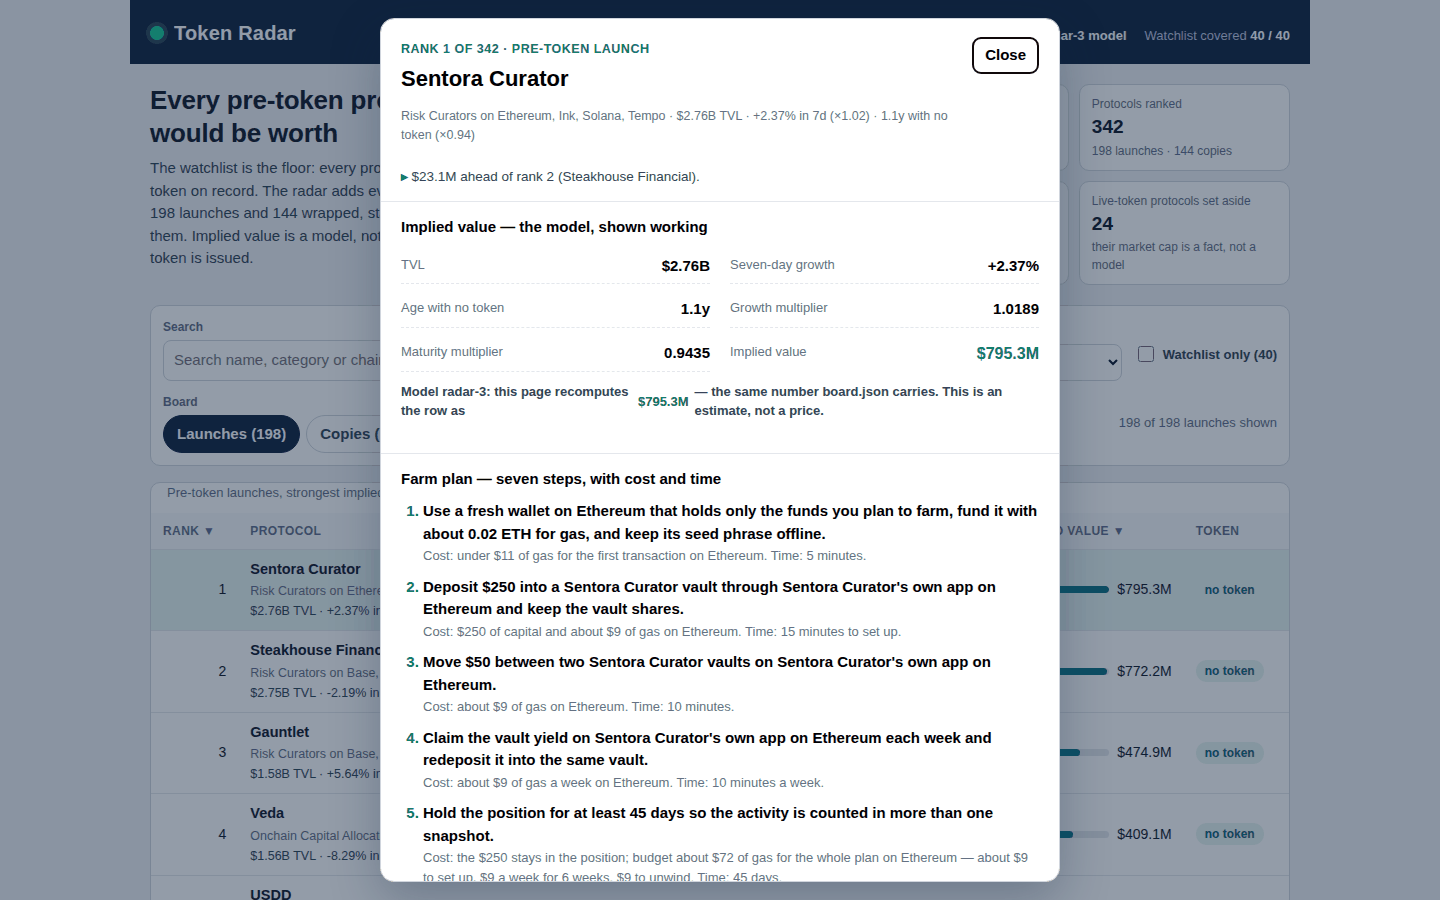 Token Radar
ar-3 model
Watchlist covered 40 / 40
Every pre-token pr
would be worth
The watchlist is the floor: every pro
token on record. The radar adds ev
198 launches and 144 wrapped, st
them. Implied value is a model, not
token is issued.
Protocols ranked
342
198 launches · 144 copies
Live-token protocols set aside
24
their market cap is a fact, not a
model
Search
Search name, category or chai
Watchlist only (40)
Board
Launches (198)
Copies (
198 of 198 launches shown
Pre-token launches, strongest implied
RANK ▼
PROTOCOL
VALUE ▼
TOKEN
1
Sentora Curator
Risk Curators on Ethere
$2.76B TVL · +2.37% in
$795.3M
no token
2
Steakhouse Financ
Risk Curators on Base,
$2.75B TVL · -2.19% in
$772.2M
no token
3
Gauntlet
Risk Curators on Base,
$1.58B TVL · +5.64% in
$474.9M
no token
4
Veda
Onchain Capital Allocat
$1.56B TVL · -8.29% in
$409.1M
no token
USDD
RANK 1 OF 342 · PRE-TOKEN LAUNCH
Close
Sentora Curator
Risk Curators on Ethereum, Ink, Solana, Tempo · $2.76B TVL · +2.37% in 7d (×1.02) · 1.1y with no
token (×0.94)
▸ $23.1M ahead of rank 2 (Steakhouse Financial).
Implied value — the model, shown working
TVL $2.76B
Seven-day growth +2.37%
Age with no token 1.1y
Growth multiplier 1.0189
Maturity multiplier 0.9435
Implied value $795.3M
Model radar-3: this page recomputes
the row as
$795.3M
— the same number board.json carries. This is an
estimate, not a price.
Farm plan — seven steps, with cost and time
1. Use a fresh wallet on Ethereum that holds only the funds you plan to farm, fund it with
about 0.02 ETH for gas, and keep its seed phrase offline.
Cost: under $11 of gas for the first transaction on Ethereum. Time: 5 minutes.
2. Deposit $250 into a Sentora Curator vault through Sentora Curator's own app on
Ethereum and keep the vault shares.
Cost: $250 of capital and about $9 of gas on Ethereum. Time: 15 minutes to set up.
3. Move $50 between two Sentora Curator vaults on Sentora Curator's own app on
Ethereum.
Cost: about $9 of gas on Ethereum. Time: 10 minutes.
4. Claim the vault yield on Sentora Curator's own app on Ethereum each week and
redeposit it into the same vault.
Cost: about $9 of gas a week on Ethereum. Time: 10 minutes a week.
5. Hold the position for at least 45 days so the activity is counted in more than one
snapshot.
Cost: the $250 stays in the position; budget about $72 of gas for the whole plan on Ethereum — about $9
to set up, $9 a week for 6 weeks, $9 to unwind. Time: 45 days.